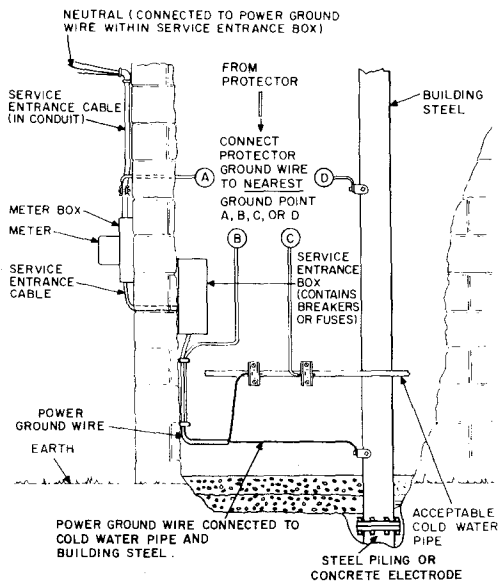 NEUTRAL (CONNECTED TO POWER GROUND
WIRE WITHIN SERVICE ENTRANCE BOX)
FROM
PROTECTOR
BUILDING
STEEL
SERVICE
ENTRANCE CABLE
(IN CONDUIT)
CONNECT
PROTECTOR
GROUND WIRE
TO NEAREST
GROUND POINT
A, B, C, OR D
A
D
B
C
METER BOX
METER
SERVICE
ENTRANCE
CABLE
SERVICE
ENTRANCE
BOX
(CONTAINS
BREAKERS
OR FUSES)
POWER
GROUND WIRE
EARTH
ACCEPTABLE
COLD WATER
PIPE
POWER GROUND WIRE CONNECTED TO
COLD WATER PIPE AND
BUILDING STEEL.
STEEL PILING OR
CONCRETE ELECTRODE